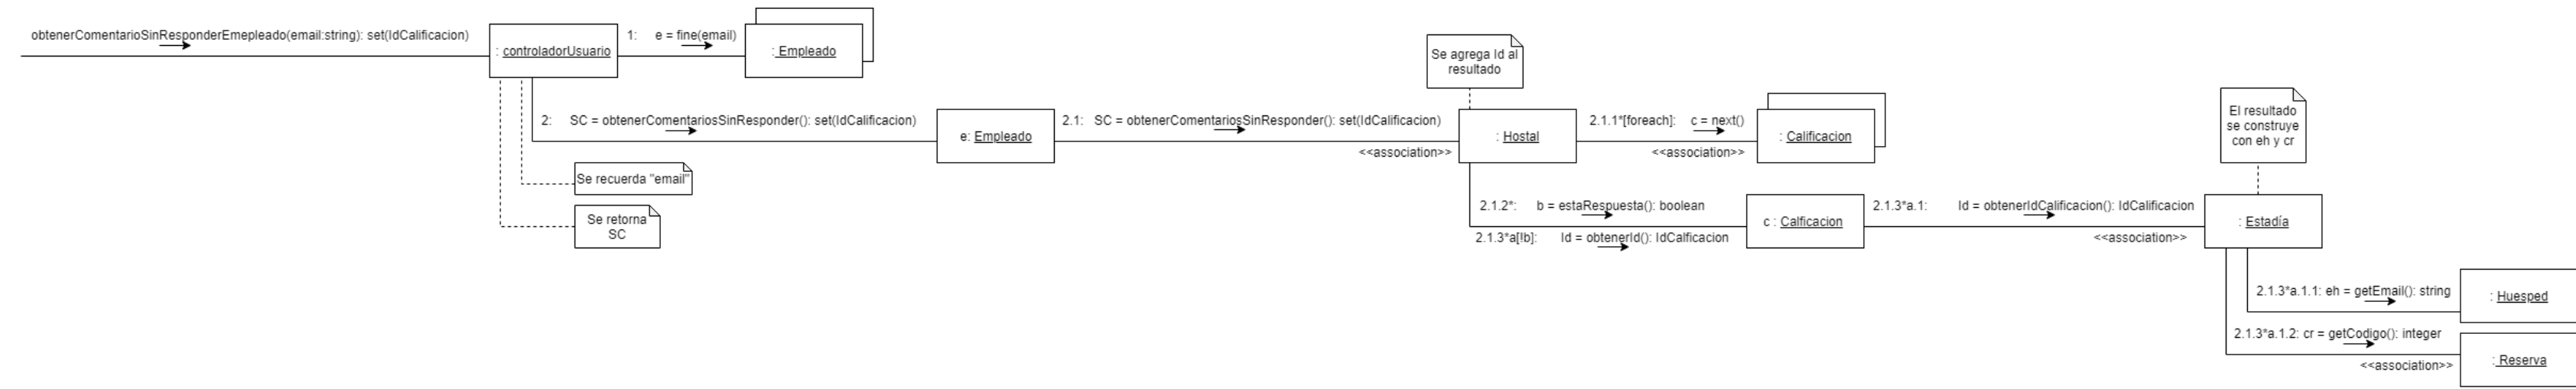 obtenerComentarioSinResponderEmepleado(email:string): set(IdCalificacion)
: controladorUsuario
1: e = fine(email)
: Empleado
Se agrega Id al
resultado
2: SC = obtenerComentariosSinResponder(): set(IdCalificacion)
e: Empleado
2.1: SC = obtenerComentariosSinResponder(): set(IdCalificacion)
<<association>>
: Hostal
2.1.1*[foreach]: c = next()
<<association>>
: Calificacion
El resultado
se construye
con eh y cr
Se recuerda "email"
Se retorna
SC
2.1.2*: b = estaRespuesta(): boolean
2.1.3*a[!b]: Id = obtenerId(): IdCalficacion
c : Calficacion
2.1.3*a.1: Id = obtenerIdCalificacion(): IdCalificacion
<<association>>
: Estadía
2.1.3*a.1.1: eh = getEmail(): string
: Huesped
2.1.3*a.1.2: cr = getCodigo(): integer
<<association>>
: Reserva